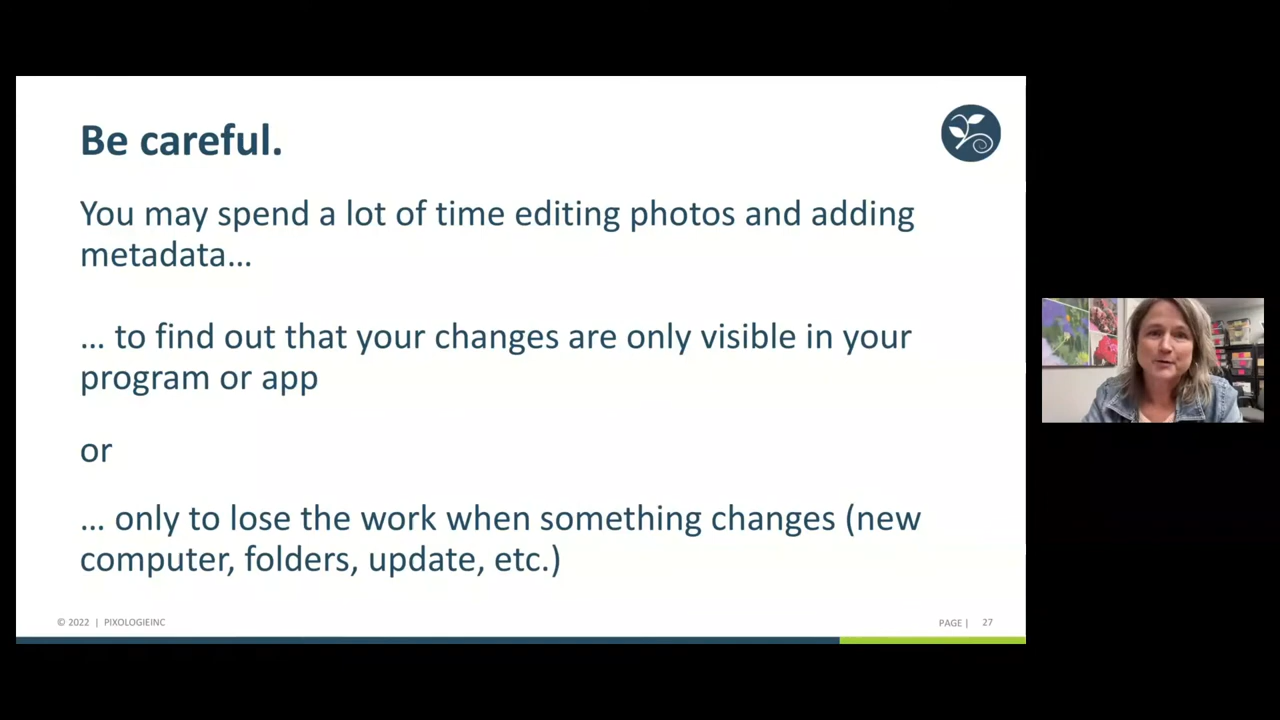 Be careful.
You may spend a lot of time editing photos and adding
metadata...
... to find out that your changes are only visible in your
program or app
or
... only to lose the work when something changes (new
computer, folders, update, etc.)
© 2022 | PIXOLOGIEINC
PAGE | 27